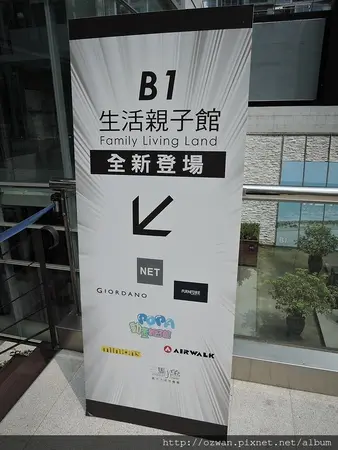 B1
生活親子館
Family Living Land
全新登場
NET
GIORDANO
POPA
AIRWALK
http://ozwan.pixnet.net/album